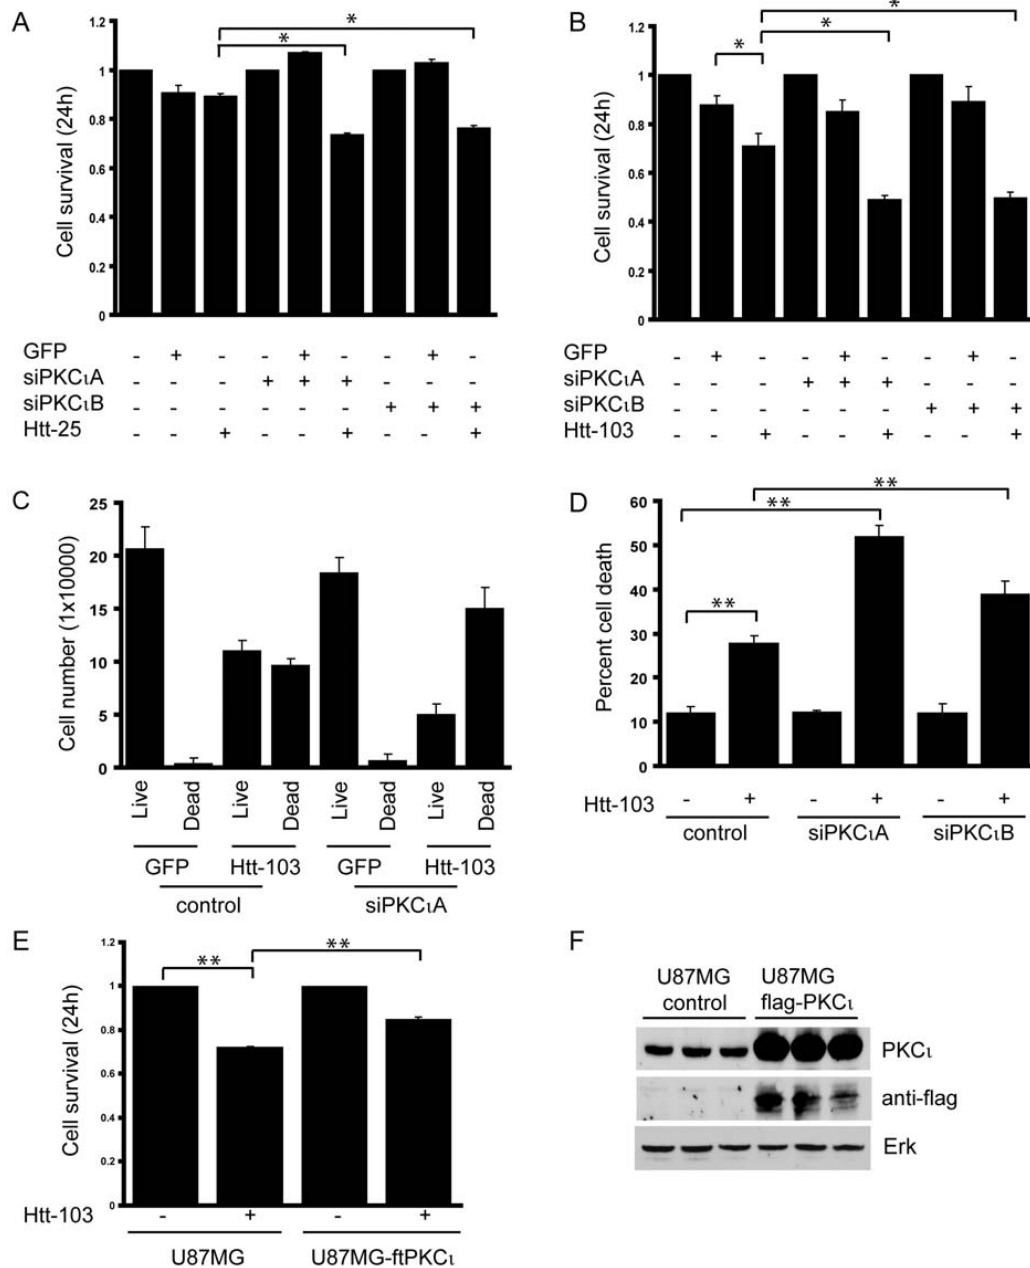 A
*
*
1.2
1
0.8
0.6
0.4
0.2
0
Cell survival (24h)
GFP - + - - + - - + -
siPKCιA - - - + + + - - -
siPKCιB - - - - - - + + +
Htt-25 - - + - - + - - +
B
*
*
*
1.2
1
0.8
0.6
0.4
0.2
0
Cell survival (24h)
GFP - + - - + - - + -
siPKCιA - - - + + + - - -
siPKCιB - - - - - - + + +
Htt-103 - - + - - + - - +
C
25
20
15
10
5
0
Cell number (1x10000)
Live Dead Live Dead Live Dead Live Dead
GFP Htt-103 GFP Htt-103
control siPKCιA
D
**
**
**
60
50
40
30
20
10
0
Percent cell death
Htt-103 - + - + - +
control siPKCιA siPKCιB
E
**
**
1.2
1
0.8
0.6
0.4
0.2
0
Cell survival (24h)
Htt-103 - + - +
U87MG U87MG-ftPKCι
F
U87MG control
U87MG flag-PKCι
PKCι
anti-flag
Erk